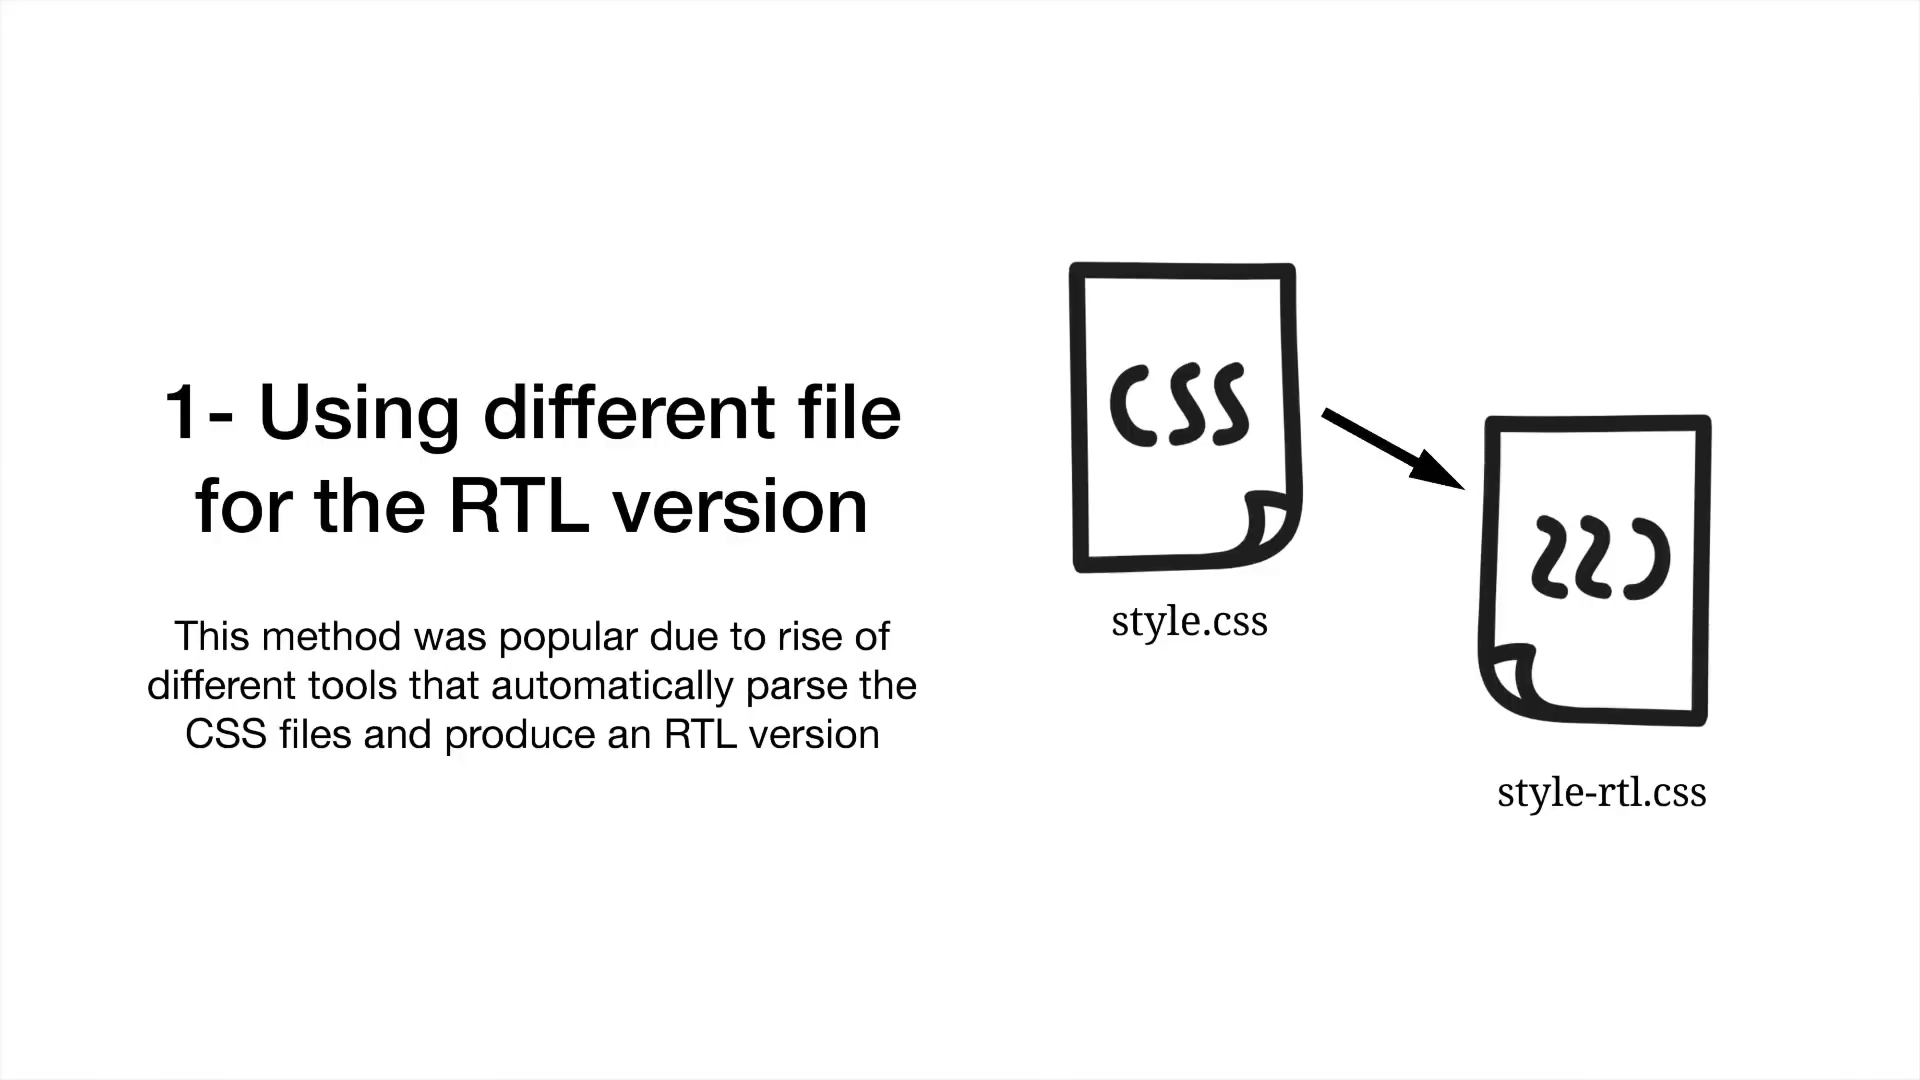 1- Using different file
for the RTL version
This method was popular due to rise of
different tools that automatically parse the
CSS files and produce an RTL version
CSS
style.css
CSS
style-rtl.css